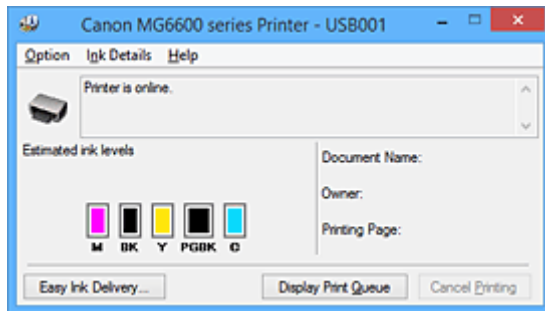 Canon MG6600 series Printer - USB001
Option Ink Details Help
Printer is online.
Estimated ink levels
Document Name:
Owner:
Printing Page:
M BK Y PGBK C
Easy Ink Delivery... Display Print Queue Cancel Printing